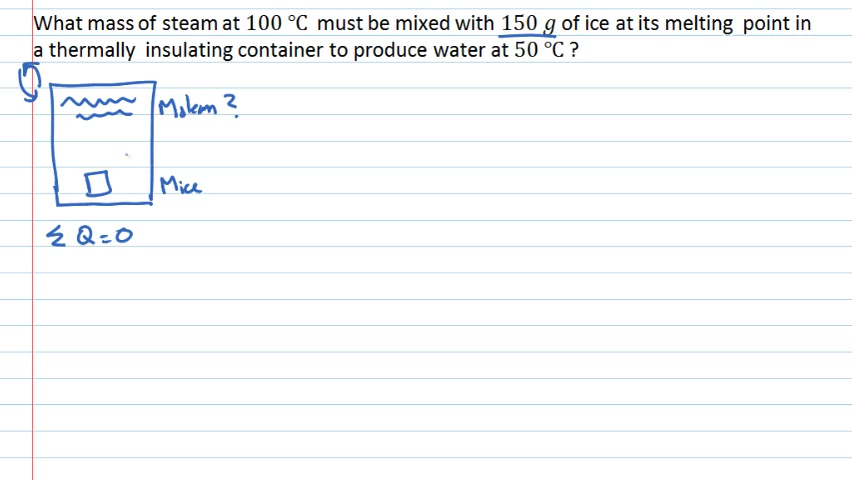 What mass of steam at 100 °C must be mixed with 150 g of ice at its melting point in
a thermally insulating container to produce water at 50 °C ?
?
Mice
Σ Q = 0